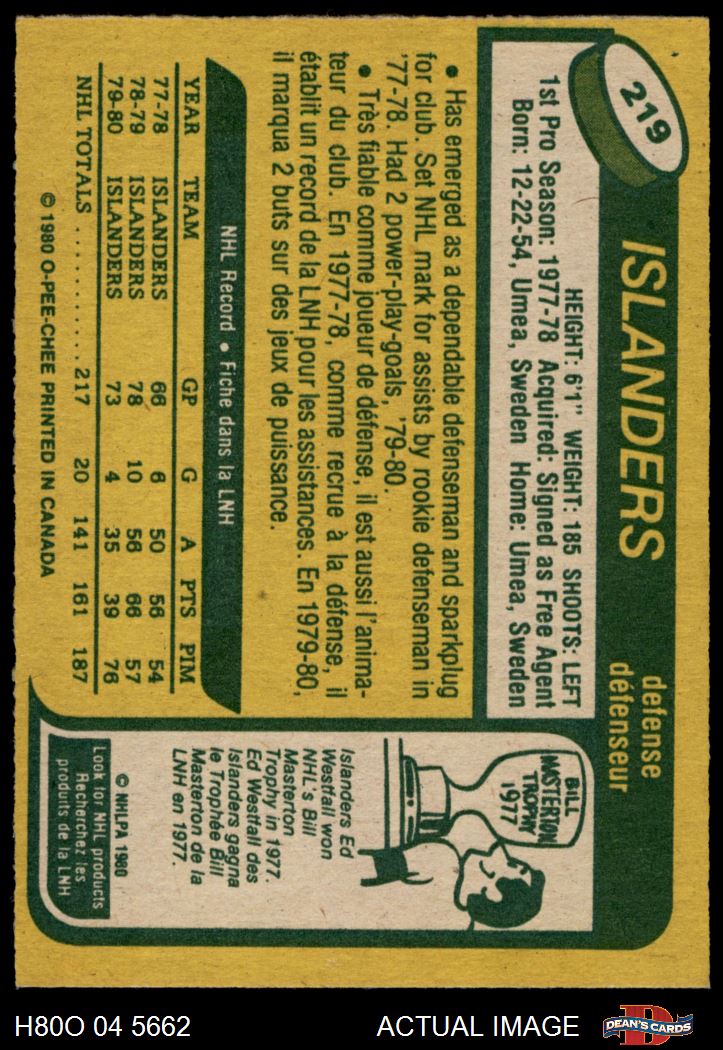 219
ISLANDERS
defense
défenseur
HEIGHT: 6'1" WEIGHT: 185 SHOOTS: LEFT
1st Pro Season: 1977-78 Acquired: Signed as Free Agent
Born: 12-22-54, Umea, Sweden Home: Umea, Sweden
• Has emerged as a dependable defenseman and sparkplug
for club. Set NHL mark for assists by rookie defenseman in
'77-78. Had 2 power-play-goals, '79-80.
• Très fiable comme joueur de défense, il est aussi l'anima-
teur du club. En 1977-78, comme recrue à la défense, il
établit un record de la LNH pour les assistances. En 1979-80,
il marqua 2 buts sur des jeux de puissance.
NHL Record • Fiche dans la LNH
YEAR TEAM GP G A PTS PIM
77-78 ISLANDERS 66 6 50 56 54
78-79 ISLANDERS 78 10 56. 66 57
79-80 ISLANDERS 73 4 35 39 76
NHL TOTALS ........... 217 20 141 161 187
© 1980 O-PEE-CHEE PRINTED IN CANADA
BILL
MASTERTON
TROPHY
1977
Islanders Ed
Westfall won
NHL's Bill
Masterton
Trophy in 1977.
Ed Westfall des
Islanders gagna
le Trophée Bill
Masterton de la
LNH en 1977.
© NHLPA 1980
Look for NHL products
Recherchez les
produits de la LNH
H80O 04 5662
ACTUAL IMAGE
D
DEAN'S CARDS